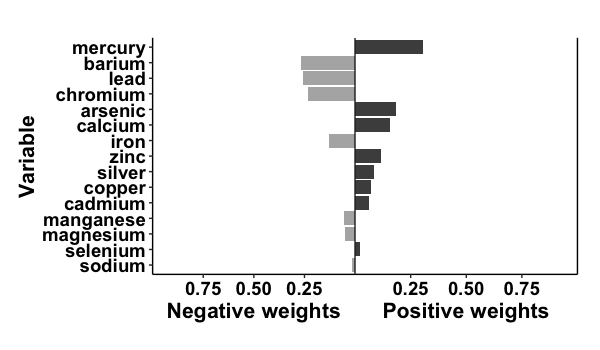 mercury
barium
lead
chromium
arsenic
calcium
iron
zinc
silver
copper
cadmium
manganese
magnesium
selenium
sodium
Variable
0.75 0.50 0.25 0.25 0.50 0.75
Negative weights Positive weights